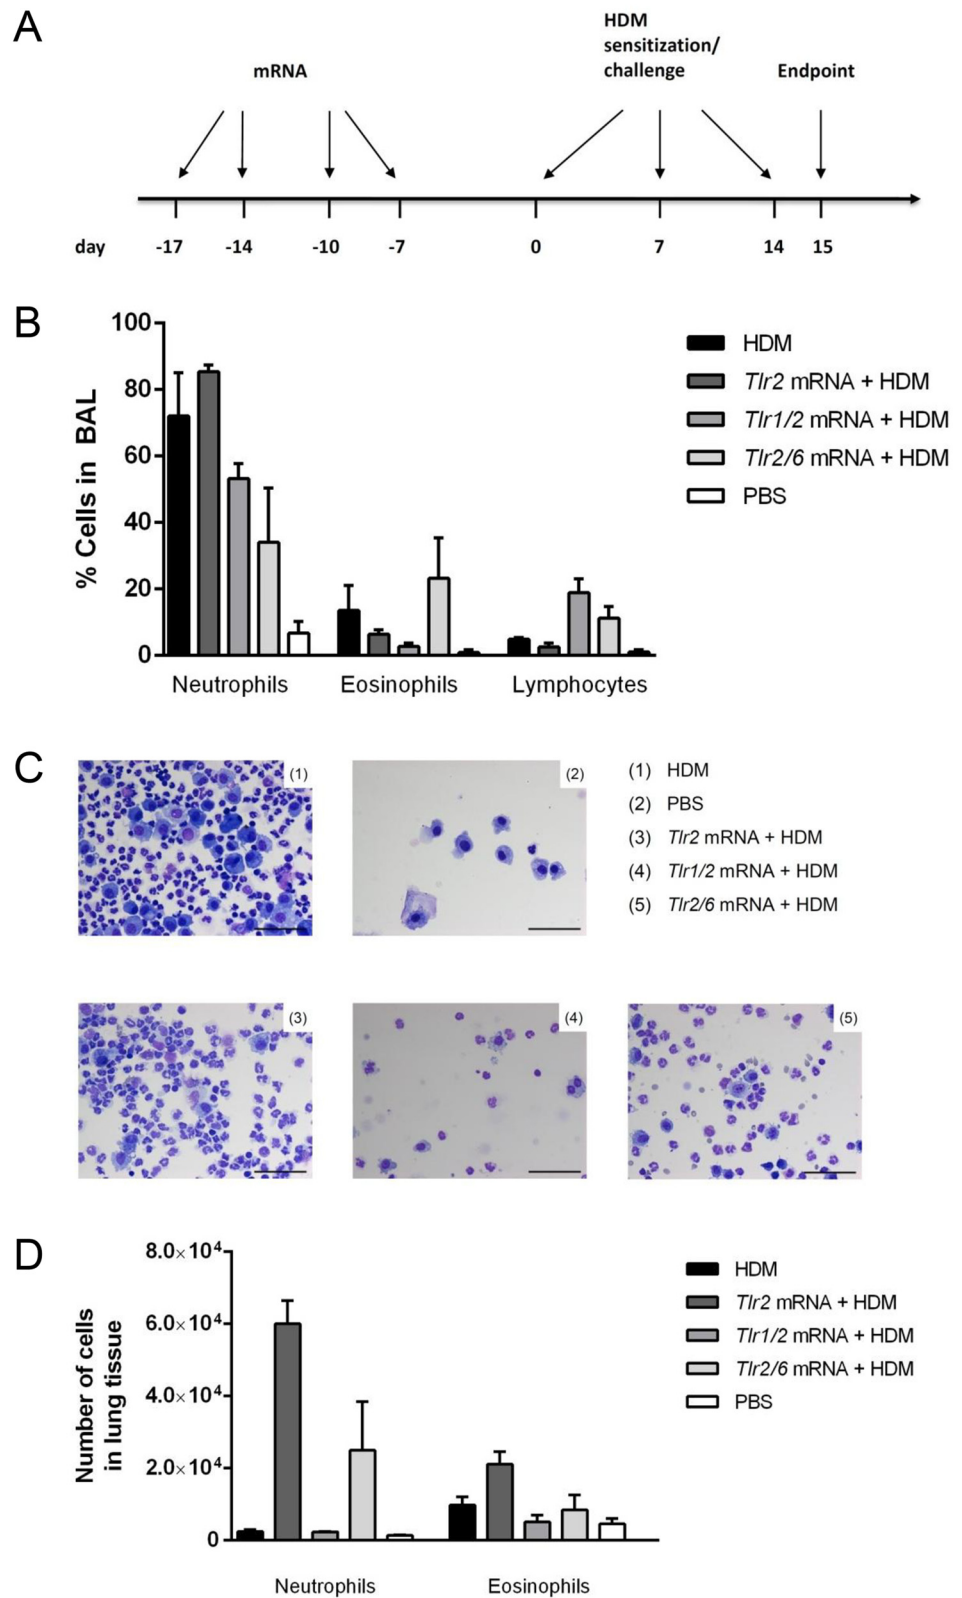 A
mRNA
HDM
sensitization/
challenge
Endpoint
day -17 -14 -10 -7 0 7 14 15
B
% Cells in BAL
100
80
60
40
20
0
Neutrophils Eosinophils Lymphocytes
HDM
Tlr2 mRNA + HDM
Tlr1/2 mRNA + HDM
Tlr2/6 mRNA + HDM
PBS
C
(1)
(2)
(1) HDM
(2) PBS
(3) Tlr2 mRNA + HDM
(4) Tlr1/2 mRNA + HDM
(5) Tlr2/6 mRNA + HDM
(3)
(4)
(5)
D
Number of cells
in lung tissue
8.0×10⁴
6.0×10⁴
4.0×10⁴
2.0×10⁴
0
Neutrophils Eosinophils
HDM
Tlr2 mRNA + HDM
Tlr1/2 mRNA + HDM
Tlr2/6 mRNA + HDM
PBS